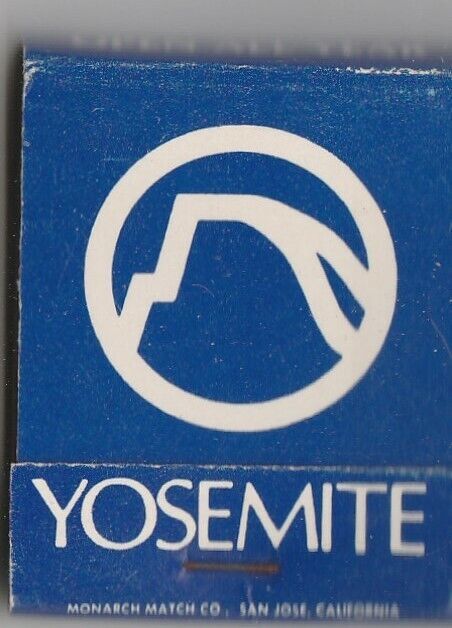 YOSEMITE
MONARCH MATCH CO., SAN JOSE, CALIFORNIA